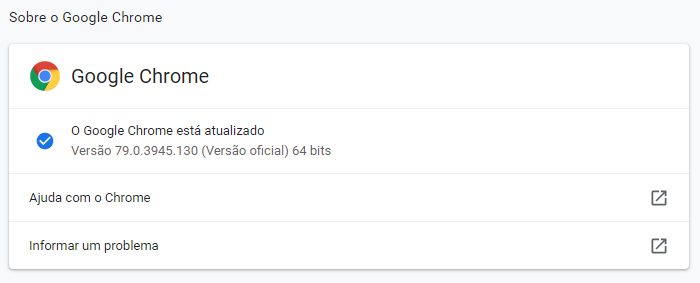 Sobre o Google Chrome
Google Chrome
O Google Chrome está atualizado
Versão 79.0.3945.130 (Versão oficial) 64 bits
Ajuda com o Chrome
Informar um problema